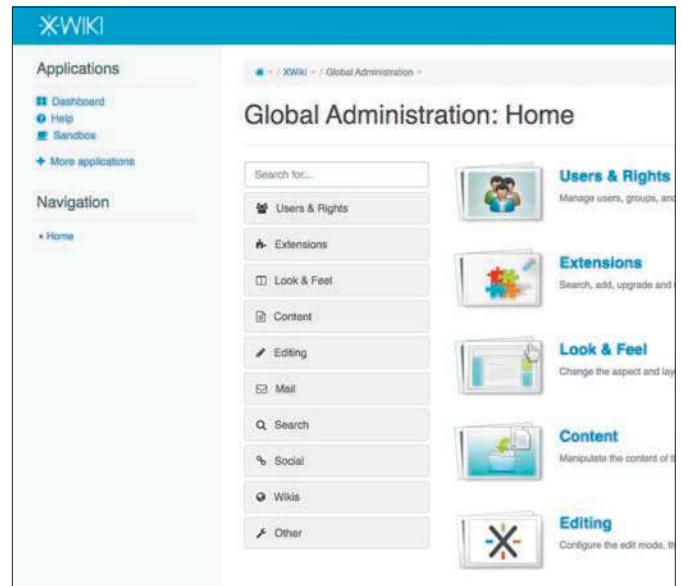 XWIKI
Applications
Dashboard
Help
Sandbox
More applications
Navigation
Home
/ XWiki / Global Administration
Global Administration: Home
Search for...
Users & Rights
Extensions
Look & Feel
Content
Editing
Mail
Search
Social
Wikis
Other
Users & Rights
Manage users, groups, and
Extensions
Search, add, upgrade and
Look & Feel
Change the aspect and lay
Content
Manipulate the content of
Editing
Configure the edit mode, th